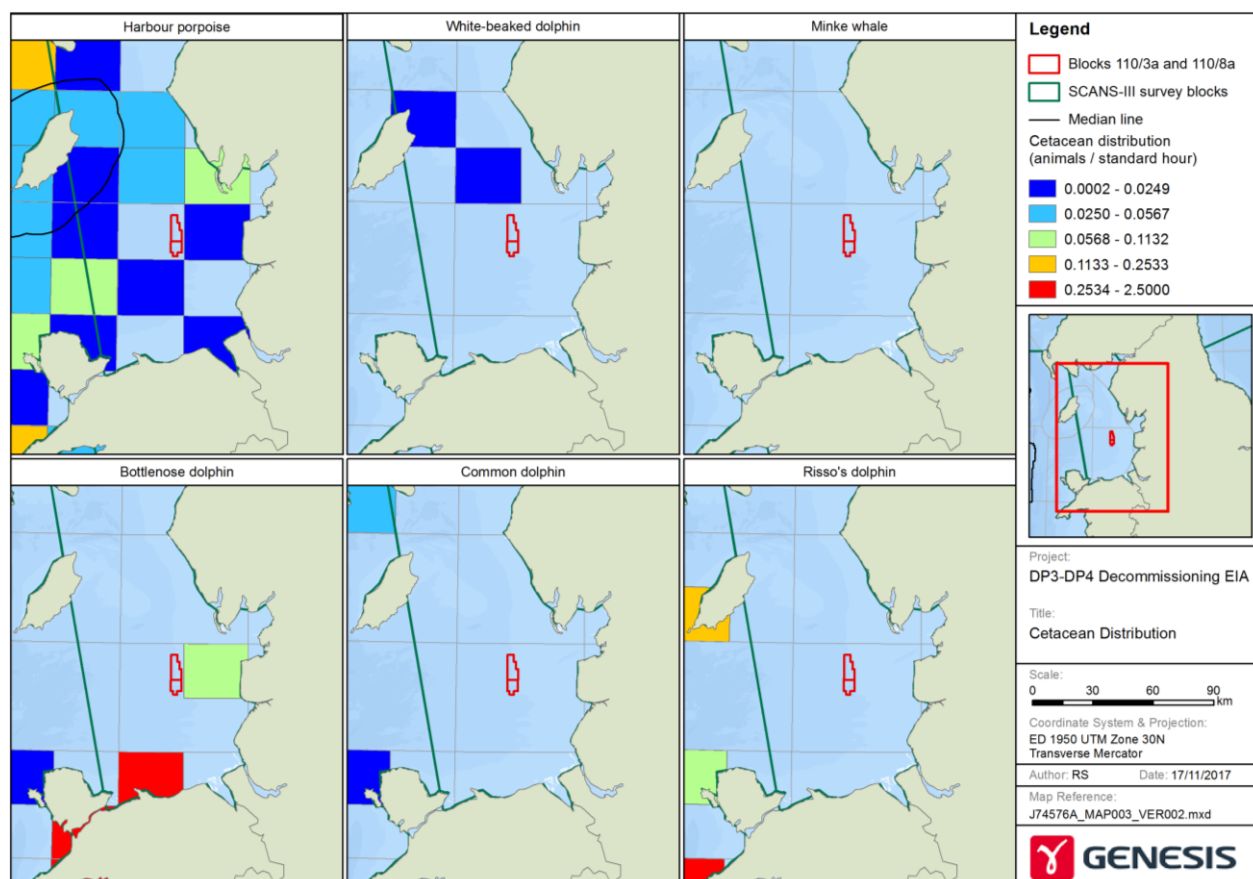 Harbour porpoise
White-beaked dolphin
Minke whale
Bottlenose dolphin
Common dolphin
Risso's dolphin
Legend
Blocks 110/3a and 110/8a
SCANS-III survey blocks
Median line
Cetacean distribution
(animals / standard hour)
0.0002 - 0.0249
0.0250 - 0.0567
0.0568 - 0.1132
0.1133 - 0.2533
0.2534 - 2.5000
Project:
DP3-DP4 Decommissioning EIA
Title:
Cetacean Distribution
Scale:
0 30 60 90
km
Coordinate System & Projection:
ED 1950 UTM Zone 30N
Transverse Mercator
Author: RS Date: 17/11/2017
Map Reference:
J74576A_MAP003_VER002.mxd
GENESIS